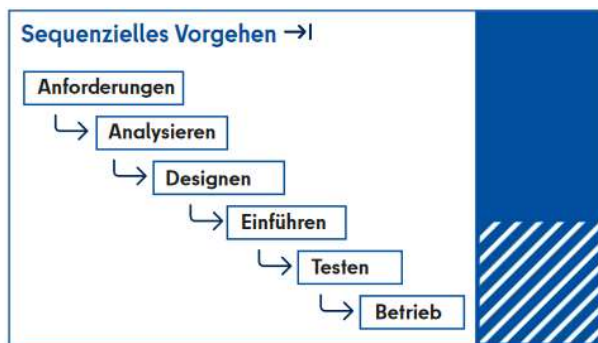 Sequenzielles Vorgehen →I
Anforderungen
Analysieren
Designen
Einführen
Testen
Betrieb